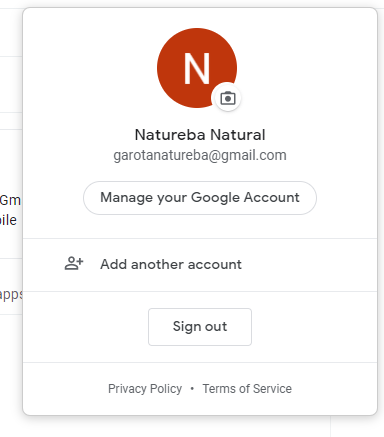 N
Natureba Natural
garotanatureba@gmail.com
Manage your Google Account
Gm
bile
Add another account
apps
Sign out
Privacy Policy • Terms of Service